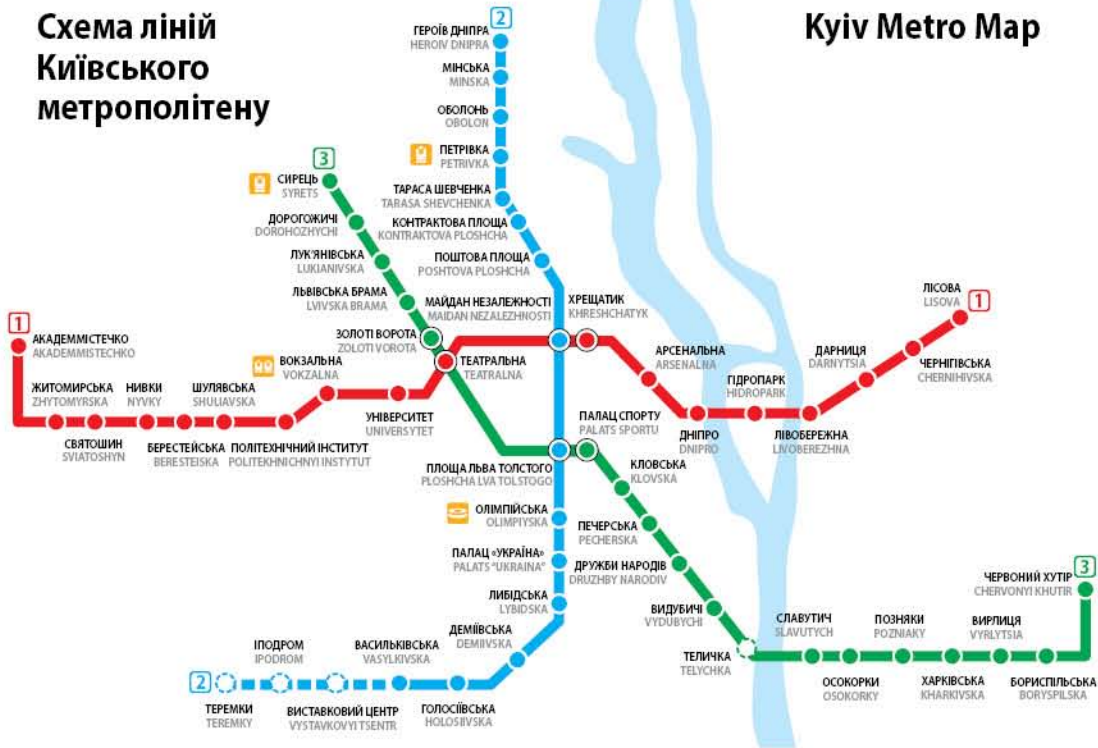 Схема ліній
Київського
метрополітену
Kyiv Metro Map
2
ГЕРОЇВ ДНІПРА
HEROIV DNIPRA
МІНСЬКА
MINSKA
ОБОЛОНЬ
OBOLON
ПЕТРІВКА
PETRIVKA
ТАРАСА ШЕВЧЕНКА
TARASA SHEVCHENKA
КОНТРАКТОВА ПЛОЩА
KONTRAKTOVA PLOSHCHA
ПОШТОВА ПЛОЩА
POSHTOVA PLOSHCHA
МАЙДАН НЕЗАЛЕЖНОСТІ
MAIDAN NEZALEZHNOSTI
ХРЕЩАТИК
KHRESHCHATYK
3
СИРЕЦЬ
SYRETS
ДОРОГОЖИЧІ
DOROHOZHYCHI
ЛУК'ЯНІВСЬКА
LUKIANIVSKA
ЛЬВІВСЬКА БРАМА
LVIVSKA BRAMA
ЗОЛОТІ ВОРОТА
ZOLOTI VOROTA
1
АКАДЕММІСТЕЧКО
AKADEMMISTECHKO
ЖИТОМИРСЬКА
ZHYTOMYRSKA
СВЯТОШИН
SVIATOSHYN
НИВКИ
NYVKY
БЕРЕСТЕЙСЬКА
BERESTEISKA
ШУЛЯВСЬКА
SHULIAVSKA
ПОЛІТЕХНІЧНИЙ ІНСТИТУТ
POLITEKHNICHNYI INSTYTUT
ВОКЗАЛЬНА
VOKZALNA
УНІВЕРСИТЕТ
UNIVERSYTET
ТЕАТРАЛЬНА
TEATRALNA
АРСЕНАЛЬНА
ARSENALNA
ДНІПРО
DNIPRO
ГІДРОПАРК
HIDROPARK
ЛІВОБЕРЕЖНА
LIVOBEREZHNA
ДАРНИЦЯ
DARNYTSIA
ЧЕРНІГІВСЬКА
CHERNIHIVSKA
ЛІСОВА
LISOVA
1
ПЛОЩА ЛЬВА ТОЛСТОГО
PLOSHCHA LVA TOLSTOGO
ПАЛАЦ СПОРТУ
PALATS SPORTU
КЛОВСЬКА
KLOVSKA
ПЕЧЕРСЬКА
PECHERSKA
ДРУЖБИ НАРОДІВ
DRUZHBY NARODIV
ВИДУБИЧІ
VYDUBYCHI
ТЕЛИЧКА
TELYCHKA
СЛАВУТИЧ
SLAVUTYCH
ОСОКОРКИ
OSOKORKY
ПОЗНЯКИ
POZNIAKY
ХАРКІВСЬКА
KHARKIVSKA
ВИРЛИЦЯ
VYRLYTSIA
БОРИСПІЛЬСЬКА
BORYSPILSKA
ЧЕРВОНИЙ ХУТІР
CHERVONYI KHUTIR
3
ОЛІМПІЙСЬКА
OLIMPIYSKA
ПАЛАЦ «УКРАЇНА»
PALATS "UKRAINA"
ЛИБІДСЬКА
LYBIDSKA
ДЕМІЇВСЬКА
DEMIIVSKA
ГОЛОСІЇВСЬКА
HOLOSIIVSKA
ВАСИЛЬКІВСЬКА
VASYLKIVSKA
ВИСТАВКОВИЙ ЦЕНТР
VYSTAVKOVYI TSENTR
ІПОДРОМ
IPODROM
ТЕРЕМКИ
TEREMKY
2